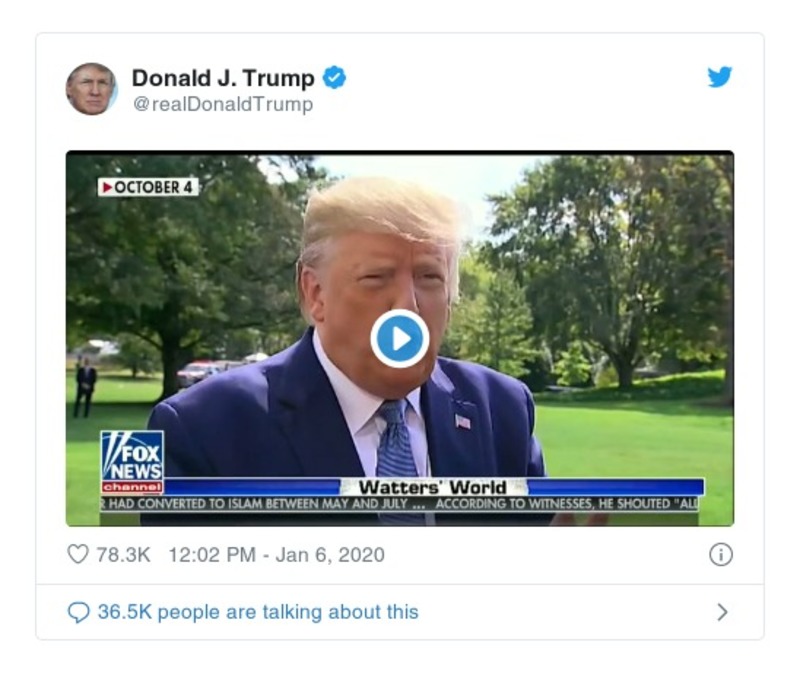 Donald J. Trump
@realDonaldTrump
OCTOBER 4
FOX
NEWS
channel
Watters' World
R HAD CONVERTED TO ISLAM BETWEEN MAY AND JULY ... ACCORDING TO WITNESSES, HE SHOUTED "ALL
78.3K 12:02 PM - Jan 6, 2020
36.5K people are talking about this